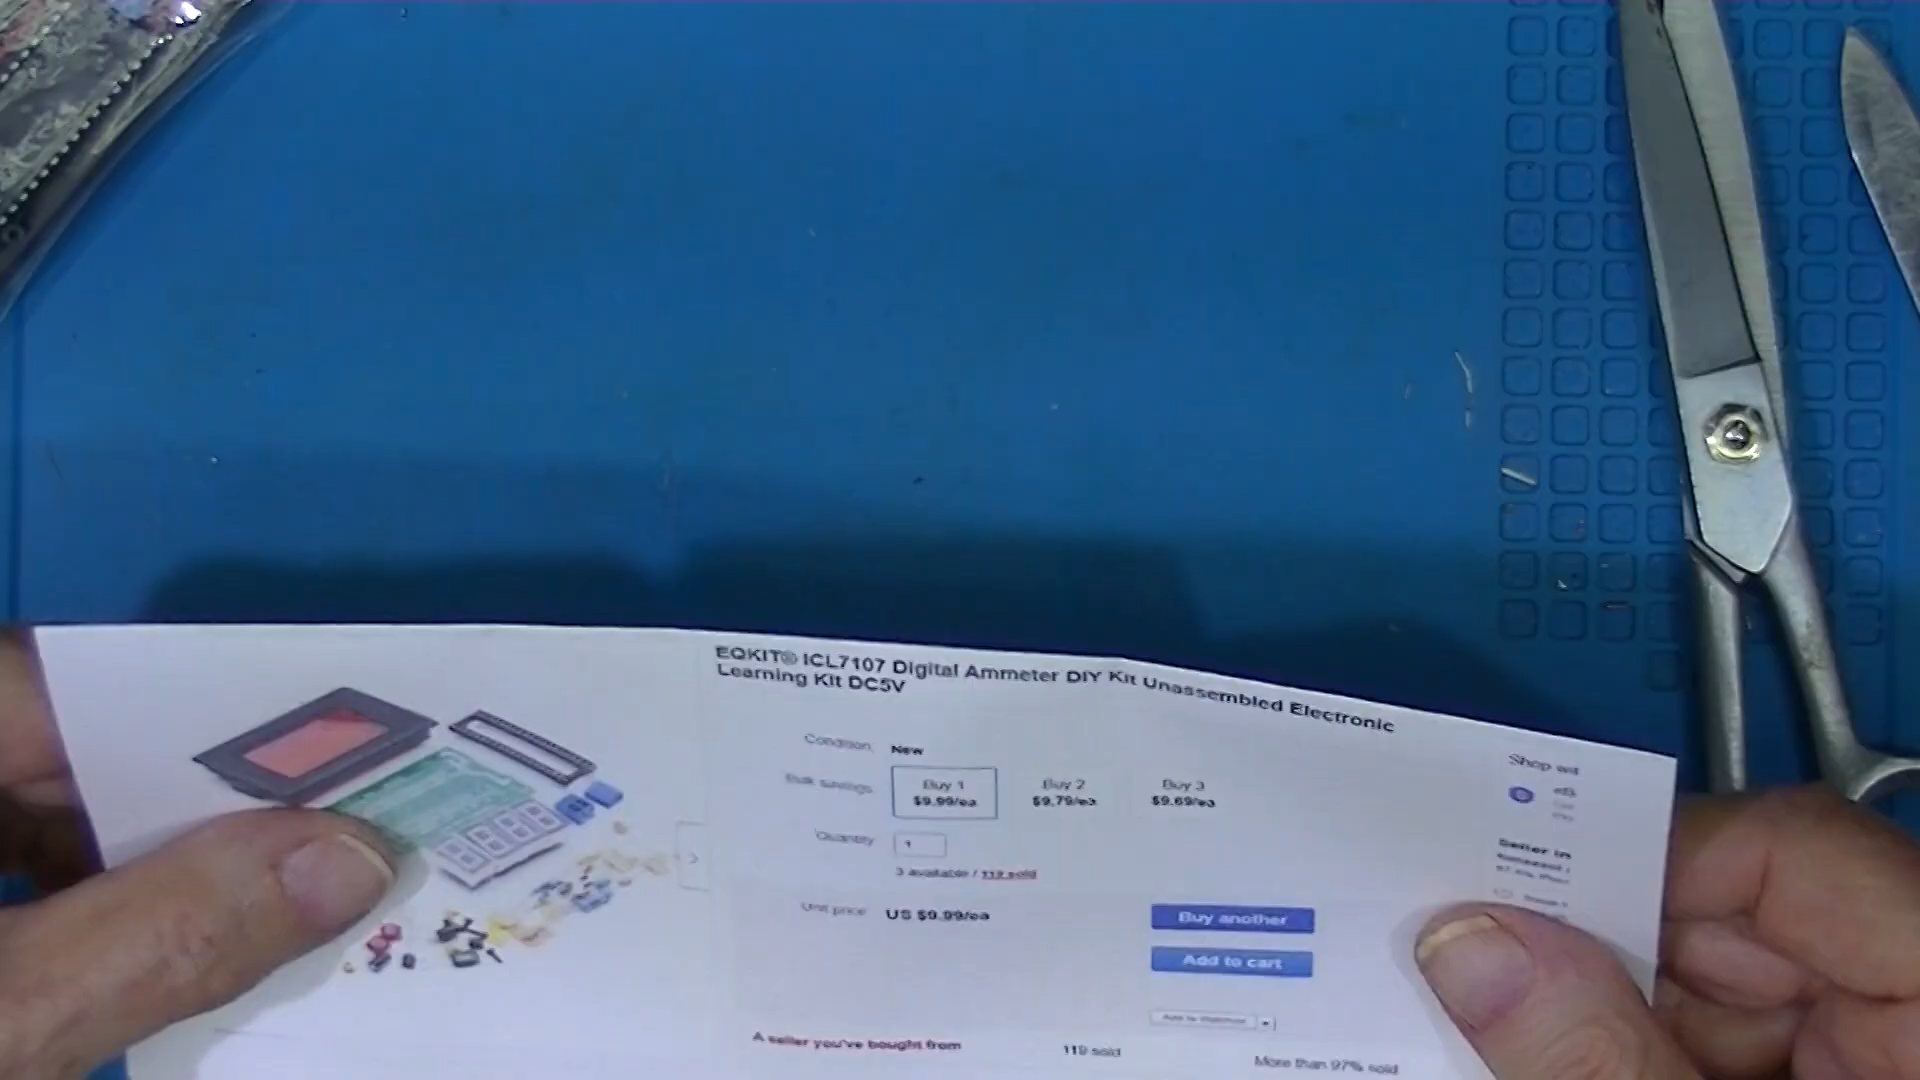 EQKIT® ICL7107 Digital Ammeter DIY Kit Unassembled Electronic
Learning Kit DC5V
Condition: New
Bulk savings:
Buy 1
$9.99/ea
Buy 2
$9.79/ea
Buy 3
$9.69/ea
Quantity:
1
3 available / 119 sold
Unit price: US $9.99/ea
Buy another
Add to cart
A seller you've bought from
119 sold
More than 97% sold
Shop wit
Seller in